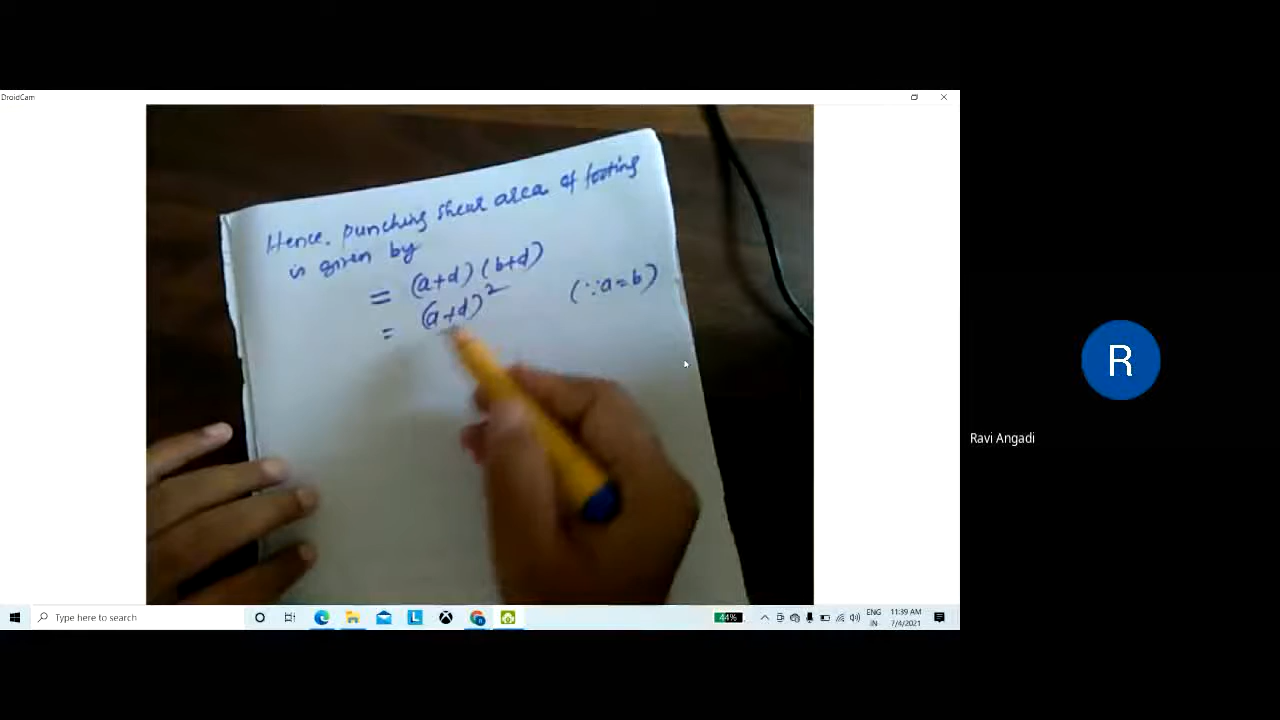 DroidCam
Hence, punching shear area of footing
is given by
= (a+d) (b+d)
= (a+d)² (∵a=b)
R
Ravi Angadi
Type here to search
L
44%
ENG
IN
11:39 AM
7/4/2021